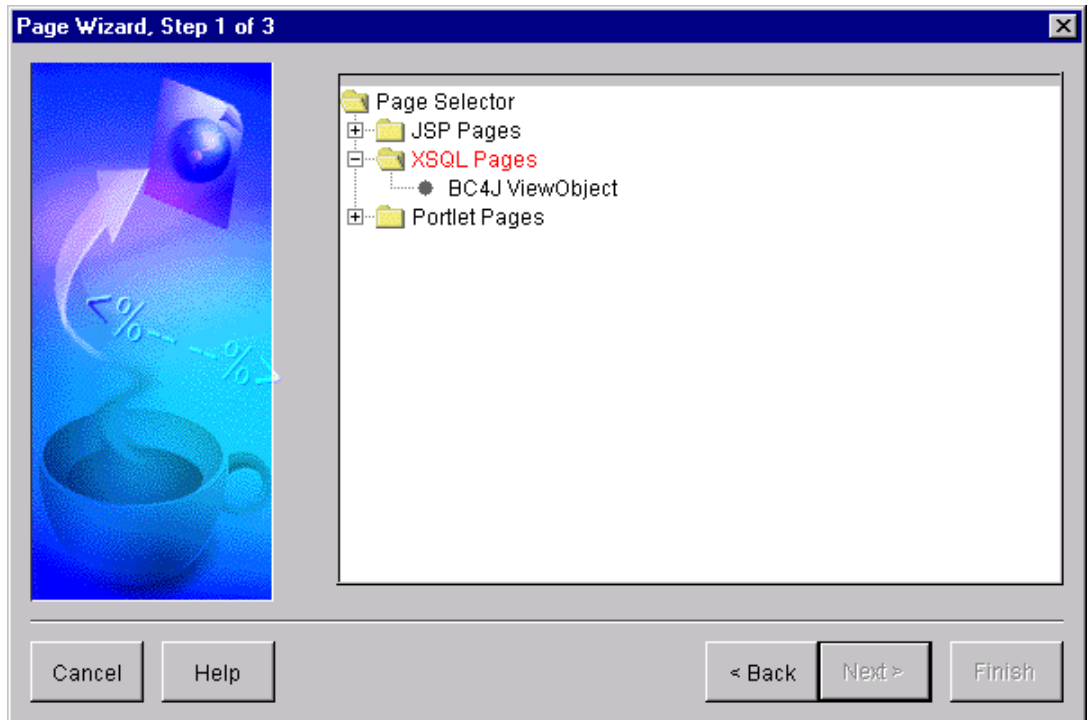 Page Wizard, Step 1 of 3
Page Selector
JSP Pages
XSQL Pages
BC4J ViewObject
Portlet Pages
<%-- --%>
Cancel
Help
< Back
Next >
Finish